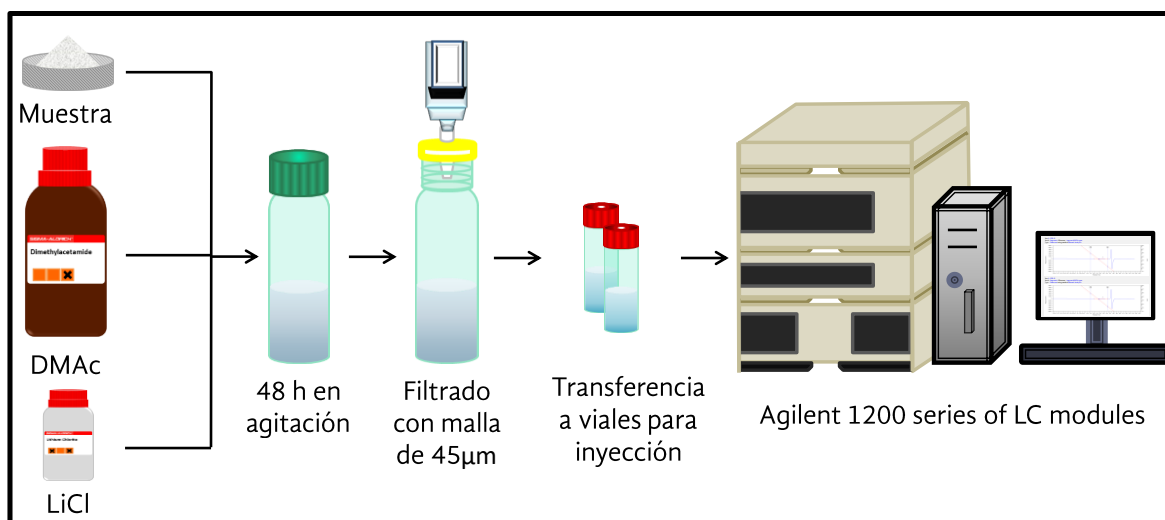 Muestra
Dimethylacetamide
DMAc
LiCl
48 h en
agitación
Filtrado
con malla
de 45µm
Transferencia
a viales para
inyección
Agilent 1200 series of LC modules